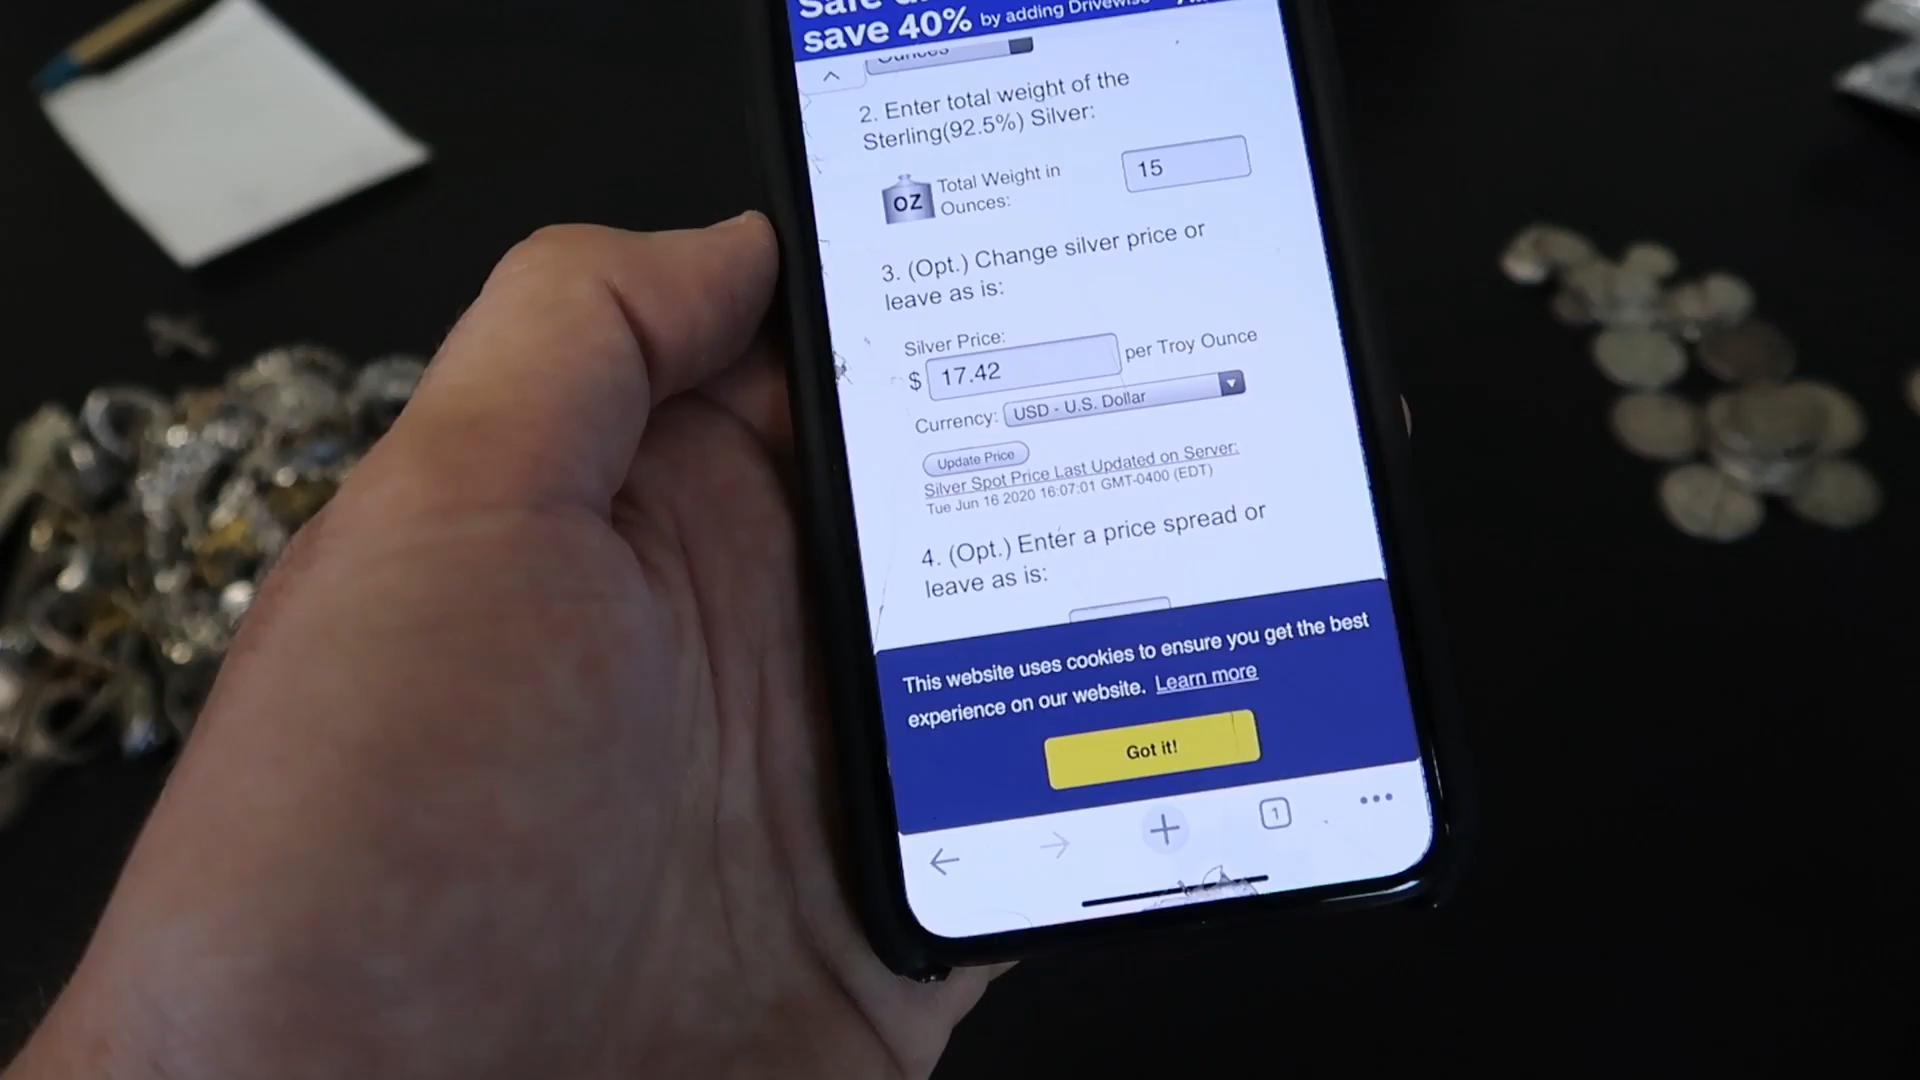 save 40% by adding Drivewise
Ounces
2. Enter total weight of the
Sterling(92.5%) Silver:
OZ
Total Weight in
Ounces:
15
3. (Opt.) Change silver price or
leave as is:
Silver Price:
$ 17.42 per Troy Ounce
Currency: USD - U.S. Dollar
Update Price
Silver Spot Price Last Updated on Server:
Tue Jun 16 2020 16:07:01 GMT-0400 (EDT)
4. (Opt.) Enter a price spread or
leave as is:
This website uses cookies to ensure you get the best
experience on our website. Learn more
Got it!
1